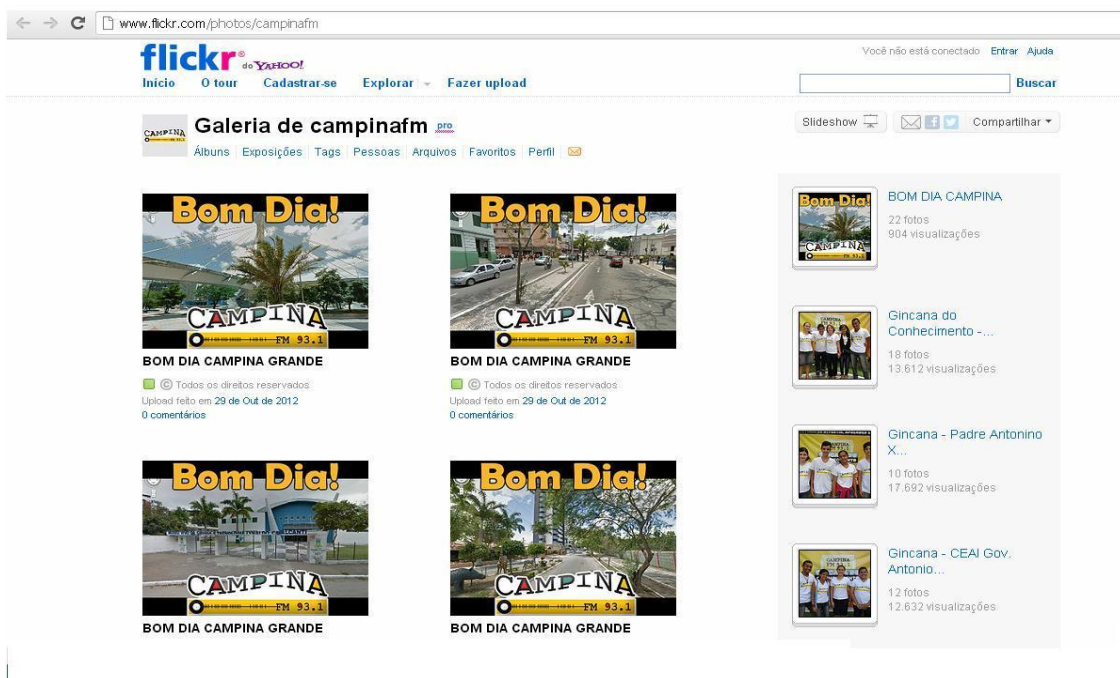 www.flickr.com/photos/campinafm
flickr® do YAHOO!
Você não está conectado Entrar Ajuda
Início O tour Cadastrar-se Explorar Fazer upload
Buscar
CAMPINA
Galeria de campinafm pro
Slideshow
Compartilhar
Álbuns Exposições Tags Pessoas Arquivos Favoritos Perfil
Bom Dia!
CAMPINA
FM 93.1
BOM DIA CAMPINA GRANDE
© Todos os direitos reservados
Upload feito em 29 de Out de 2012
0 comentários
Bom Dia!
CAMPINA
FM 93.1
BOM DIA CAMPINA GRANDE
© Todos os direitos reservados
Upload feito em 29 de Out de 2012
0 comentários
Bom Dia!
CAMPINA
FM 93.1
BOM DIA CAMPINA GRANDE
Bom Dia!
CAMPINA
FM 93.1
BOM DIA CAMPINA GRANDE
Bom Dia!
CAMPINA
FM 93.1
BOM DIA CAMPINA
22 fotos
904 visualizações
Gincana do
Conhecimento -...
18 fotos
13.612 visualizações
Gincana - Padre Antonino
X...
10 fotos
17.692 visualizações
Gincana - CEAI Gov.
Antonio...
12 fotos
12.632 visualizações